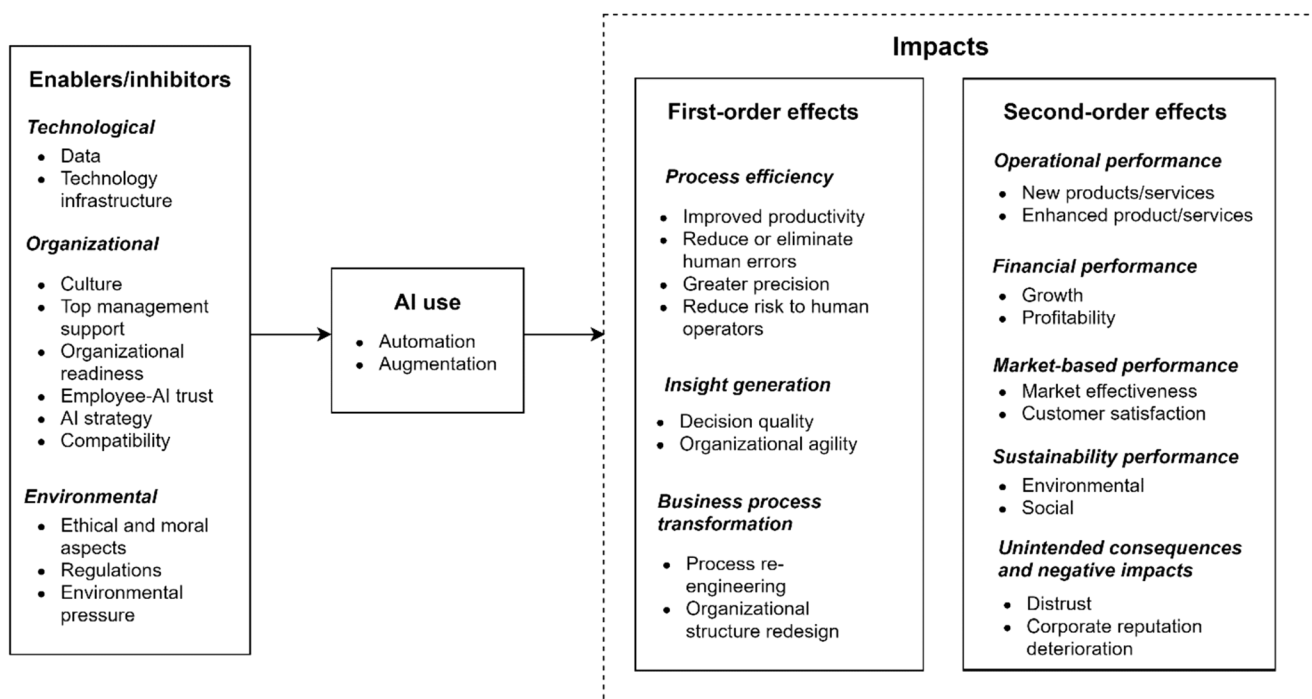 Enablers/inhibitors
Technological
• Data
• Technology
infrastructure
Organizational
• Culture
• Top management
support
• Organizational
readiness
• Employee-AI trust
• AI strategy
• Compatibility
Environmental
• Ethical and moral
aspects
• Regulations
• Environmental
pressure
AI use
• Automation
• Augmentation
Impacts
First-order effects
Process efficiency
• Improved productivity
• Reduce or eliminate
human errors
• Greater precision
• Reduce risk to human
operators
Insight generation
• Decision quality
• Organizational agility
Business process
transformation
• Process re-
engineering
• Organizational
structure redesign
Second-order effects
Operational performance
• New products/services
• Enhanced product/services
Financial performance
• Growth
• Profitability
Market-based performance
• Market effectiveness
• Customer satisfaction
Sustainability performance
• Environmental
• Social
Unintended consequences
and negative impacts
• Distrust
• Corporate reputation
deterioration